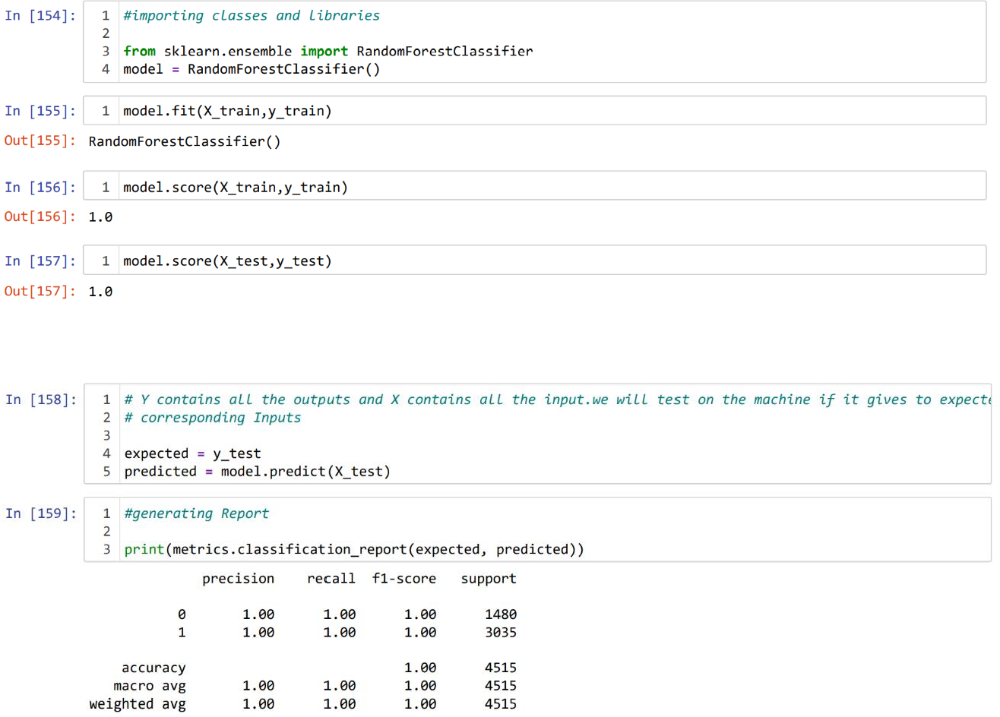 In [154]:
1 #importing classes and libraries
2
3 from sklearn.ensemble import RandomForestClassifier
4 model = RandomForestClassifier()
In [155]:
1 model.fit(X_train,y_train)
Out[155]: RandomForestClassifier()
In [156]:
1 model.score(X_train,y_train)
Out[156]: 1.0
In [157]:
1 model.score(X_test,y_test)
Out[157]: 1.0
In [158]:
1 # Y contains all the outputs and X contains all the input.we will test on the machine if it gives to expecte
2 # corresponding Inputs
3
4 expected = y_test
5 predicted = model.predict(X_test)
In [159]:
1 #generating Report
2
3 print(metrics.classification_report(expected, predicted))
precision recall f1-score support
0 1.00 1.00 1.00 1480
1 1.00 1.00 1.00 3035
accuracy 1.00 4515
macro avg 1.00 1.00 1.00 4515
weighted avg 1.00 1.00 1.00 4515